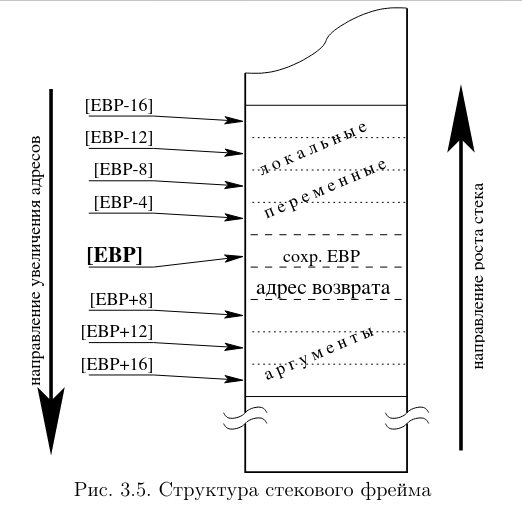 [EBP-16]
[EBP-12]
[EBP-8]
[EBP-4]
[EBP]
[EBP+8]
[EBP+12]
[EBP+16]
направление увеличения адресов
локальные
переменные
сохр. EBP
адрес возврата
аргументы
направление роста стека
Рис. 3.5. Структура стекового фрейма